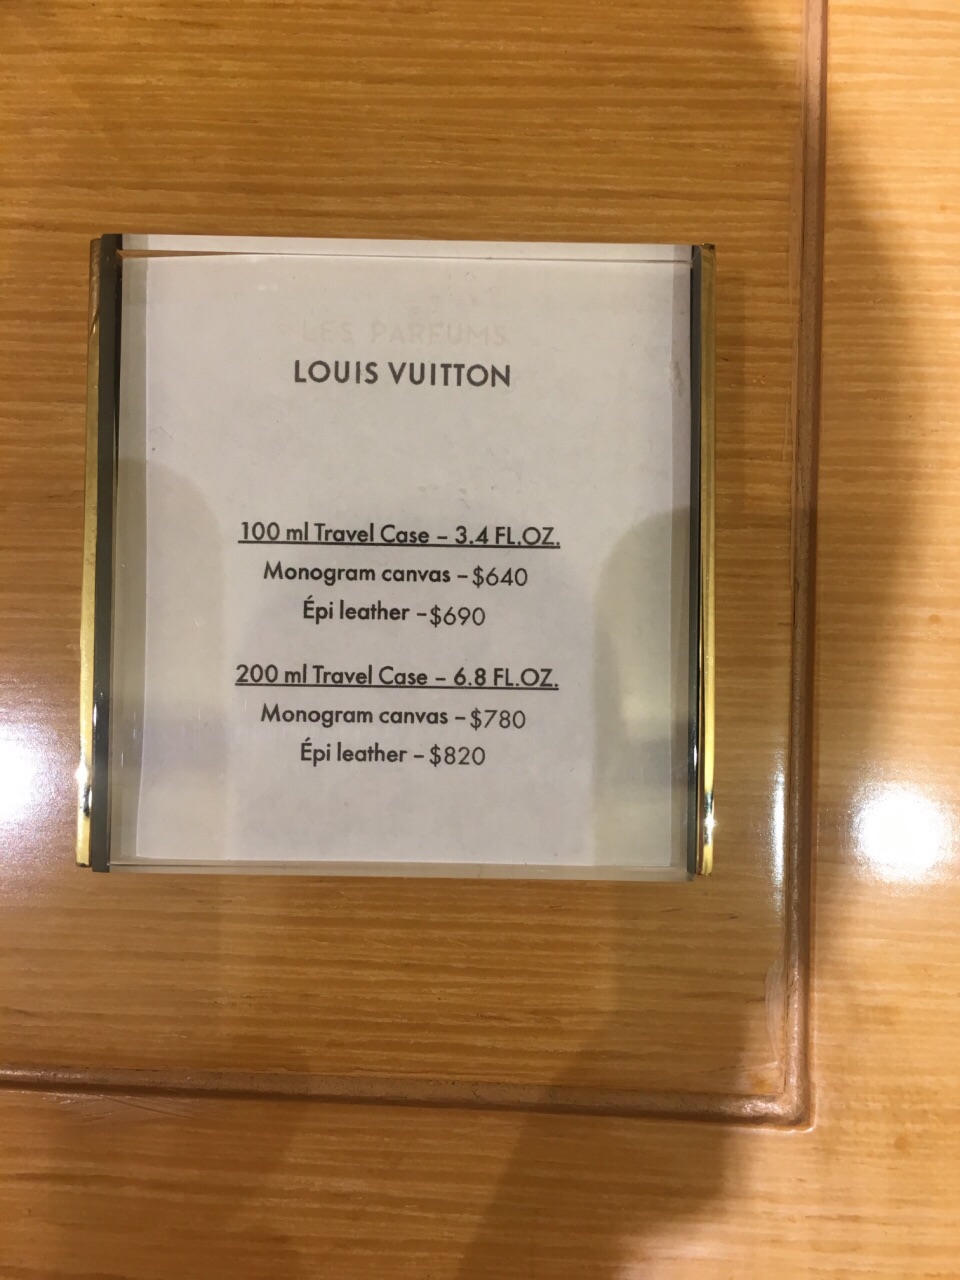 LES PARFUMS
LOUIS VUITTON
100 ml Travel Case – 3.4 FL.OZ.
Monogram canvas – $640
Épi leather – $690
200 ml Travel Case – 6.8 FL.OZ.
Monogram canvas – $780
Épi leather – $820